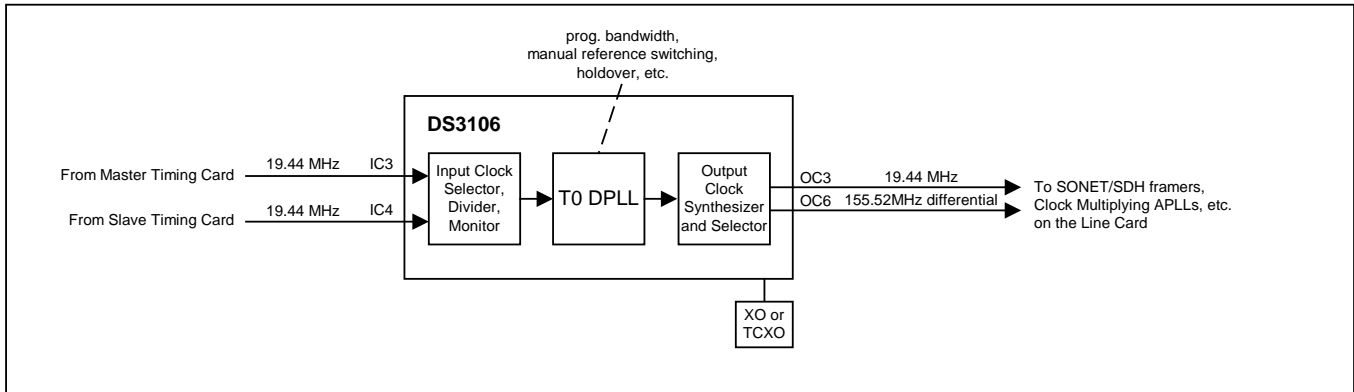 prog. bandwidth,
manual reference switching,
holdover, etc.
DS3106
From Master Timing Card
19.44 MHz
IC3
From Slave Timing Card
19.44 MHz
IC4
Input Clock
Selector,
Divider,
Monitor
T0 DPLL
Output
Clock
Synthesizer
and Selector
OC3
19.44 MHz
OC6
155.52MHz differential
To SONET/SDH framers,
Clock Multiplying APLLs, etc.
on the Line Card
XO or
TCXO